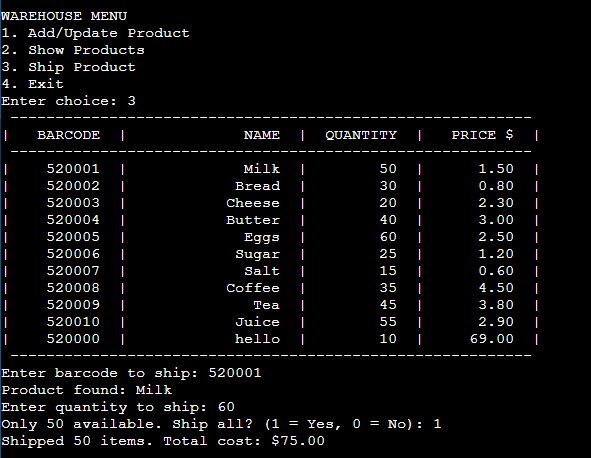 WAREHOUSE MENU
1. Add/Update Product
2. Show Products
3. Ship Product
4. Exit
Enter choice: 3
----------------------------------------------------------
|   BARCODE  |             NAME  |  QUANTITY  |   PRICE $  |
----------------------------------------------------------
|    520001  |             Milk  |        50  |      1.50  |
|    520002  |            Bread  |        30  |      0.80  |
|    520003  |           Cheese  |        20  |      2.30  |
|    520004  |           Butter  |        40  |      3.00  |
|    520005  |             Eggs  |        60  |      2.50  |
|    520006  |            Sugar  |        25  |      1.20  |
|    520007  |             Salt  |        15  |      0.60  |
|    520008  |           Coffee  |        35  |      4.50  |
|    520009  |              Tea  |        45  |      3.80  |
|    520010  |            Juice  |        55  |      2.90  |
|    520000  |            hello  |        10  |     69.00  |
----------------------------------------------------------
Enter barcode to ship: 520001
Product found: Milk
Enter quantity to ship: 60
Only 50 available. Ship all? (1 = Yes, 0 = No): 1
Shipped 50 items. Total cost: $75.00